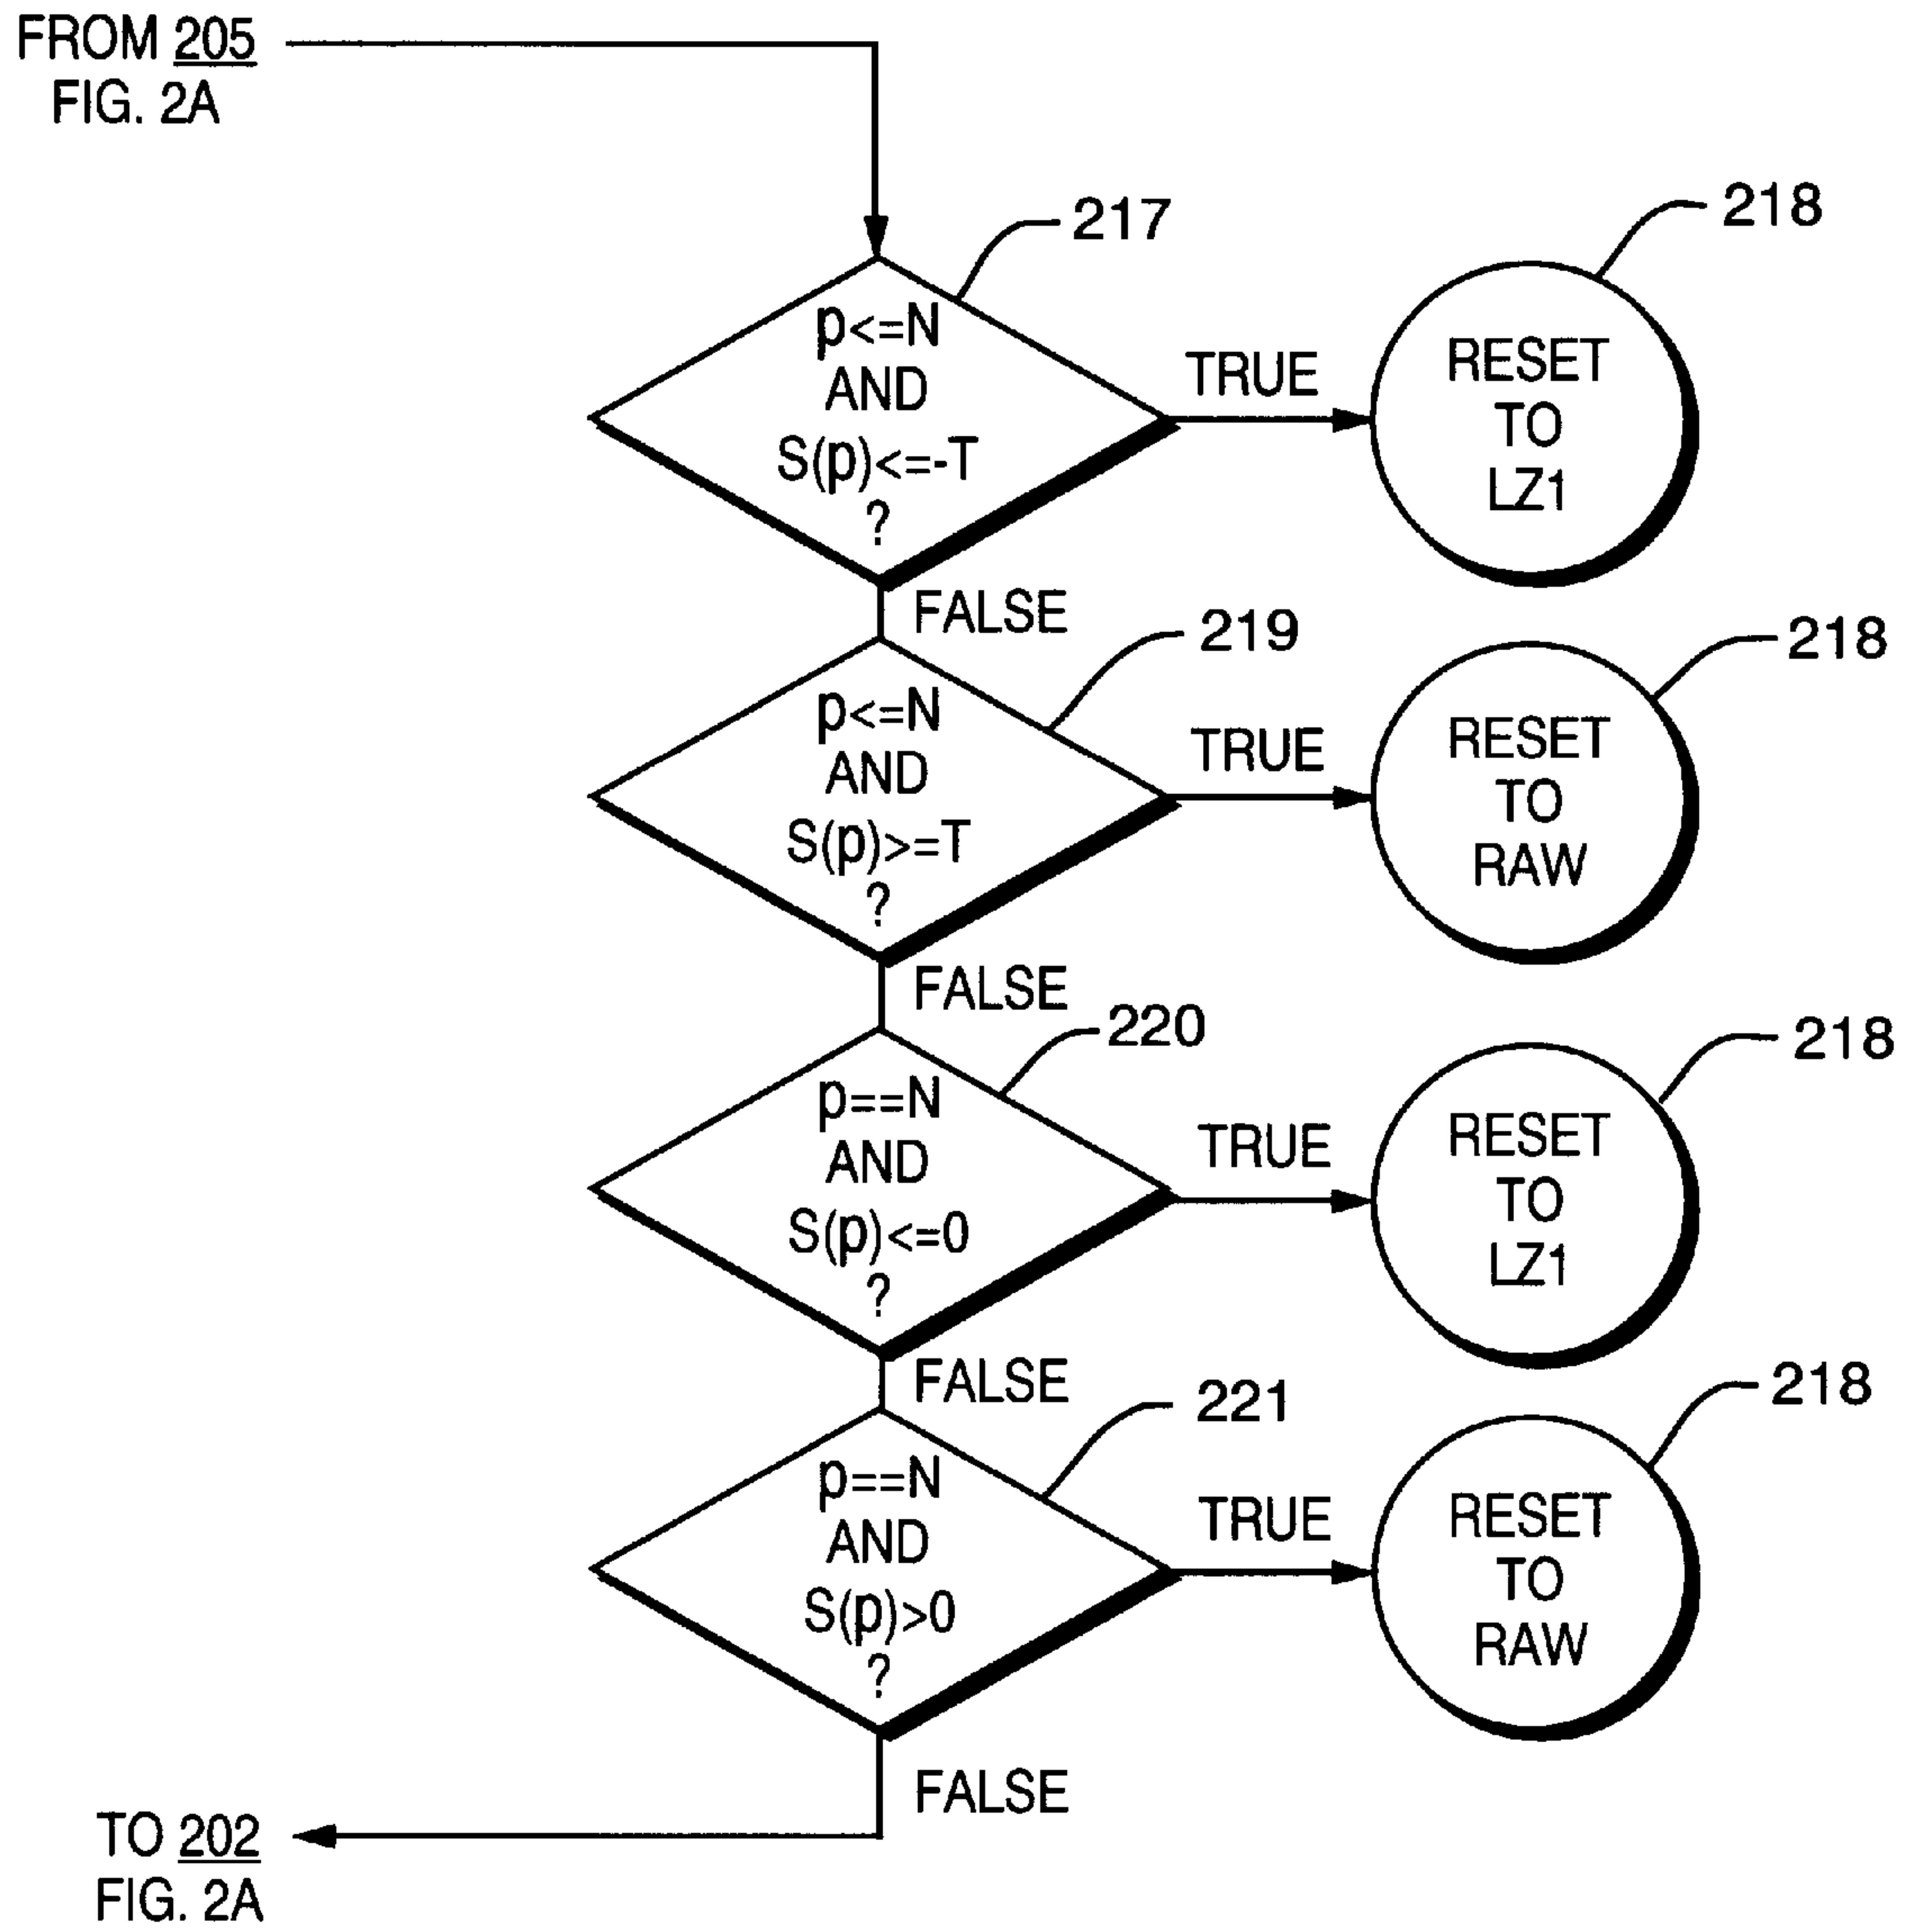 FROM 205
FIG. 2A
217
218
p<=N
AND
S(p)<=-T
?
TRUE
RESET
TO
LZ1
FALSE
219
218
p<=N
AND
S(p)>=T
?
TRUE
RESET
TO
RAW
FALSE
220
218
p==N
AND
S(p)<=0
?
TRUE
RESET
TO
LZ1
FALSE
221
218
p==N
AND
S(p)>0
?
TRUE
RESET
TO
RAW
FALSE
TO 202
FIG. 2A